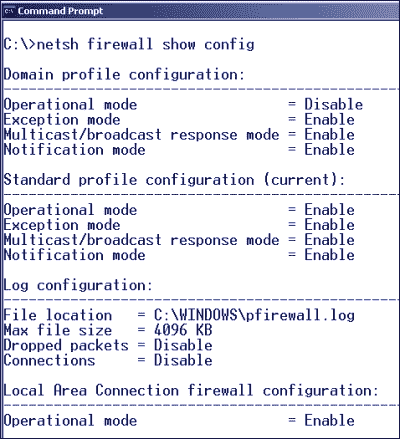 Command Prompt
C:\>netsh firewall show config
Domain profile configuration:
-------------------------------------------------------------------
Operational mode = Disable
Exception mode = Enable
Multicast/broadcast response mode = Enable
Notification mode = Enable
Standard profile configuration (current):
-------------------------------------------------------------------
Operational mode = Enable
Exception mode = Enable
Multicast/broadcast response mode = Enable
Notification mode = Enable
Log configuration:
-------------------------------------------------------------------
File location = C:\WINDOWS\pfirewall.log
Max file size = 4096 KB
Dropped packets = Disable
Connections = Disable
Local Area Connection firewall configuration:
-------------------------------------------------------------------
Operational mode = Enable